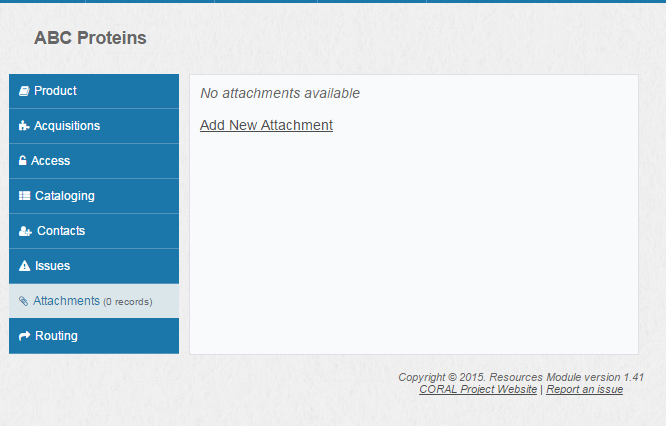 ABC Proteins
Product
Acquisitions
Access
Cataloging
Contacts
Issues
Attachments (0 records)
Routing
No attachments available
Add New Attachment
Copyright © 2015. Resources Module version 1.41
CORAL Project Website | Report an issue